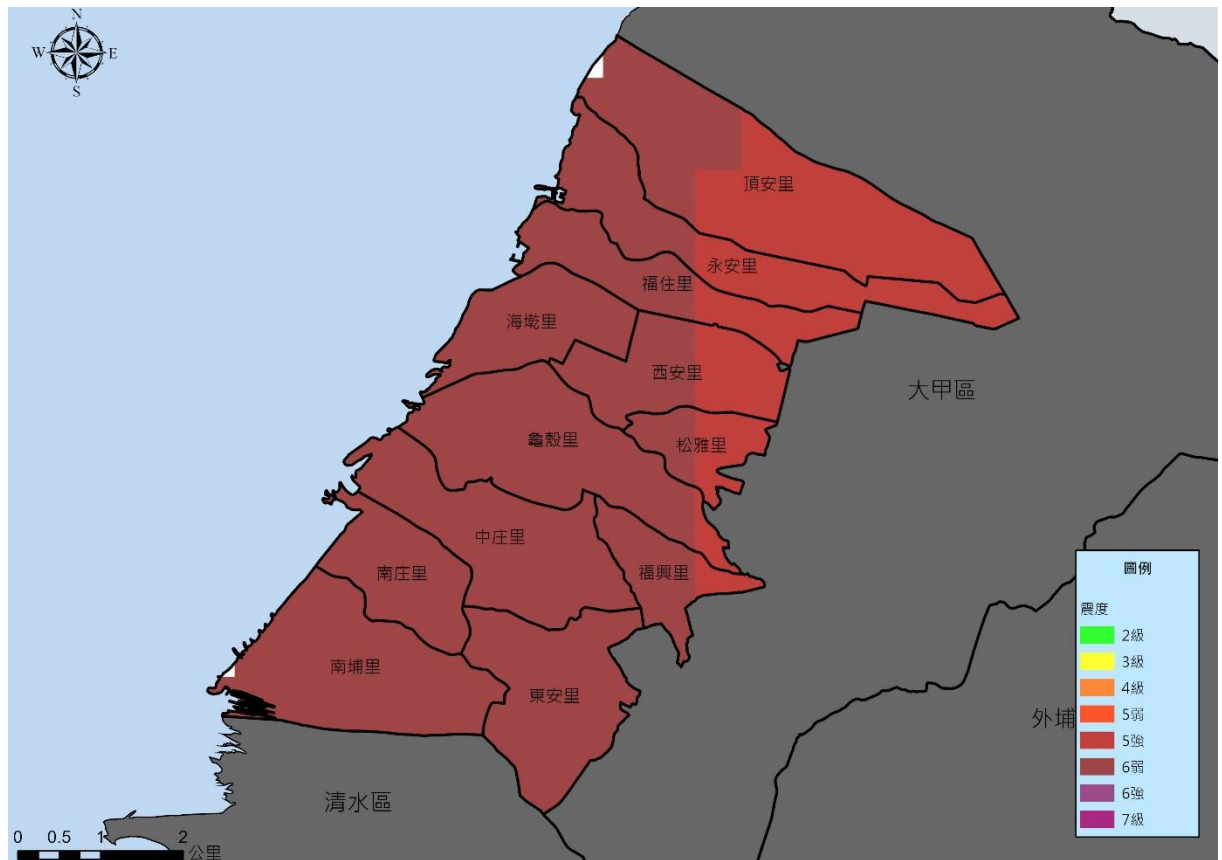 N
W E
S
頂安里
永安里
福住里
海墘里
西安里
大甲區
龜殼里
松雅里
中庄里
南庄里
福興里
南埔里
東安里
外埔
清水區
圖例
震度
2級
3級
4級
5弱
5強
6弱
6強
7級
0 0.5 1 2
公里